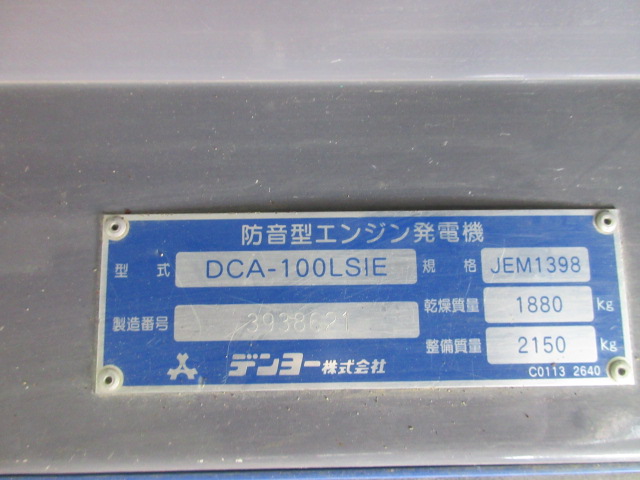 防音型エンジン発電機
型式 DCA-100LSIE 規格 JEM1398
製造番号 3938621 乾燥質量 1880 kg
整備質量 2150 kg
デンヨー株式会社
C0113 2640